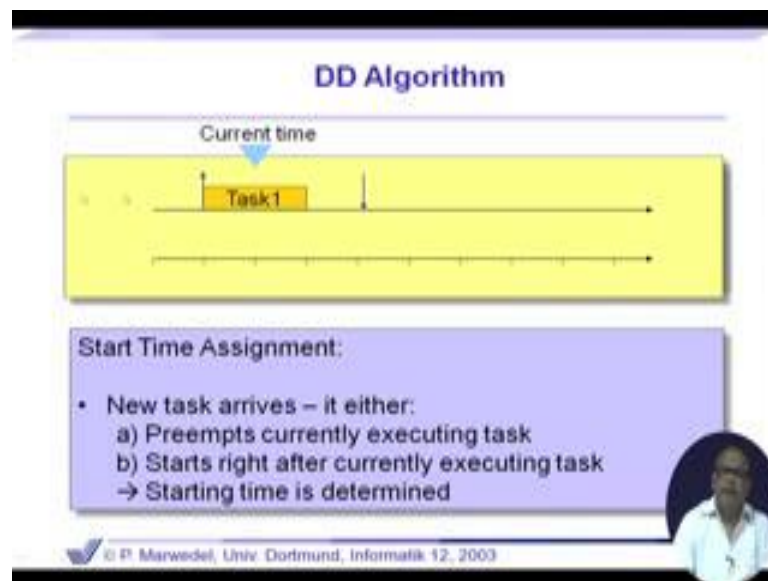 DD Algorithm
Current time
Task1
Start Time Assignment:
• New task arrives – it either:
a) Preempts currently executing task
b) Starts right after currently executing task
→ Starting time is determined
© P. Marwedel, Univ. Dortmund, Informatik 12, 2003